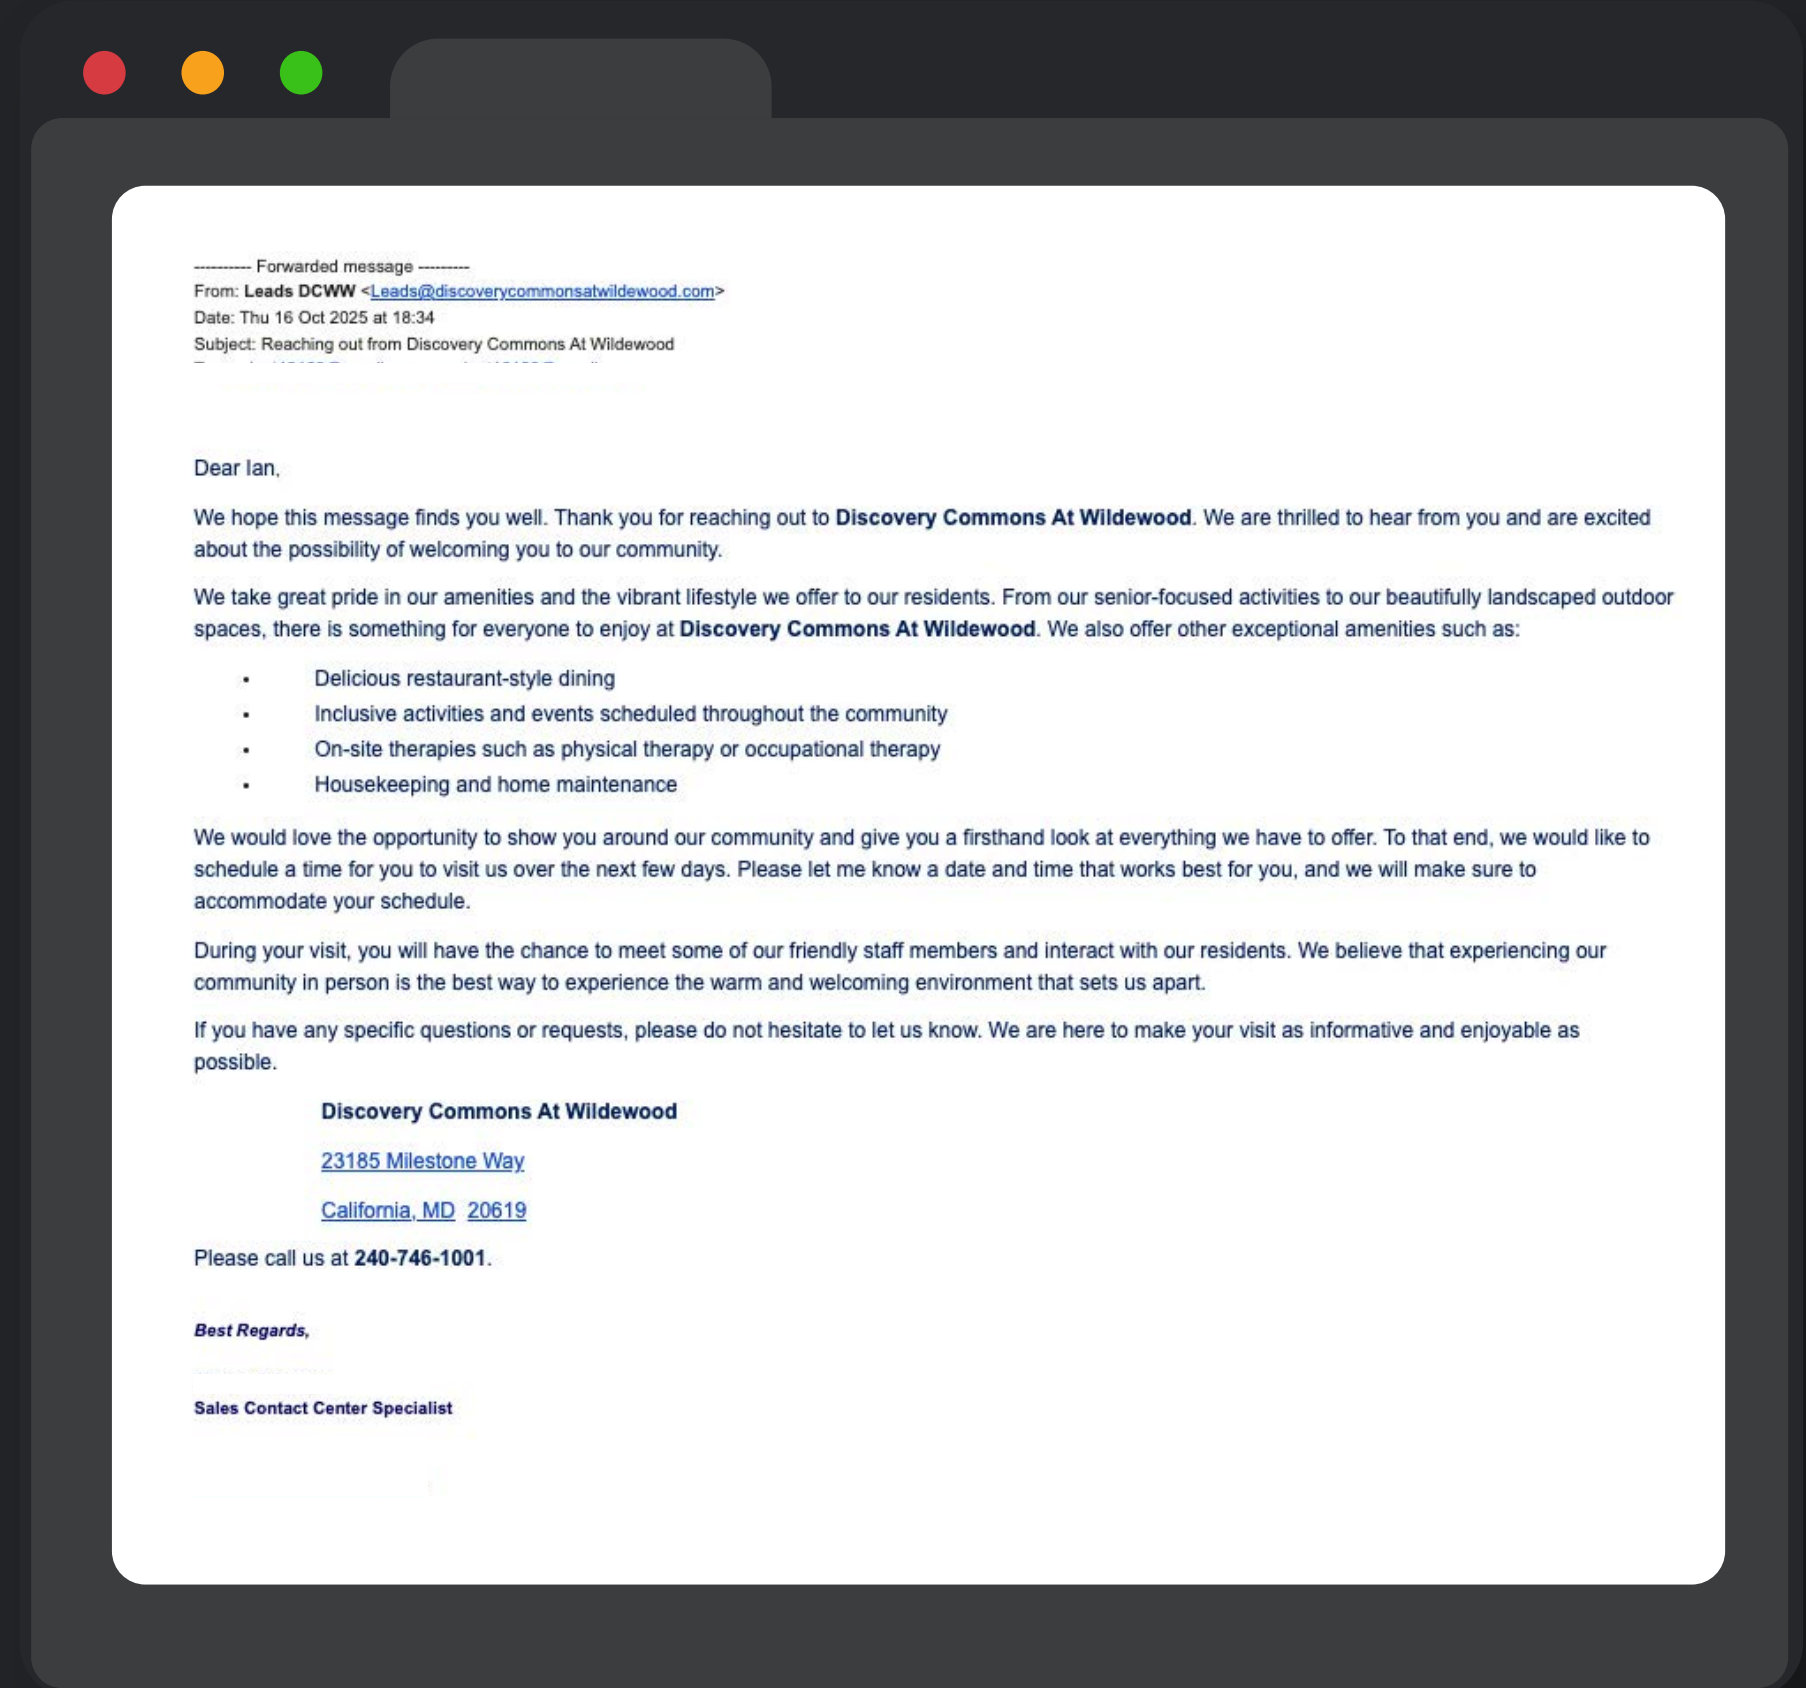 ---------- Forwarded message ---------
From: Leads DCWW <Leads@discoverycommonsatwildewood.com>
Date: Thu 16 Oct 2025 at 18:34
Subject: Reaching out from Discovery Commons At Wildewood
Dear Ian,
We hope this message finds you well. Thank you for reaching out to Discovery Commons At Wildewood. We are thrilled to hear from you and are excited
about the possibility of welcoming you to our community.
We take great pride in our amenities and the vibrant lifestyle we offer to our residents. From our senior-focused activities to our beautifully landscaped outdoor
spaces, there is something for everyone to enjoy at Discovery Commons At Wildewood. We also offer other exceptional amenities such as:
• Delicious restaurant-style dining
• Inclusive activities and events scheduled throughout the community
• On-site therapies such as physical therapy or occupational therapy
• Housekeeping and home maintenance
We would love the opportunity to show you around our community and give you a firsthand look at everything we have to offer. To that end, we would like to
schedule a time for you to visit us over the next few days. Please let me know a date and time that works best for you, and we will make sure to
accommodate your schedule.
During your visit, you will have the chance to meet some of our friendly staff members and interact with our residents. We believe that experiencing our
community in person is the best way to experience the warm and welcoming environment that sets us apart.
If you have any specific questions or requests, please do not hesitate to let us know. We are here to make your visit as informative and enjoyable as
possible.
Discovery Commons At Wildewood
23185 Milestone Way
California, MD 20619
Please call us at 240-746-1001.
Best Regards,
Sales Contact Center Specialist